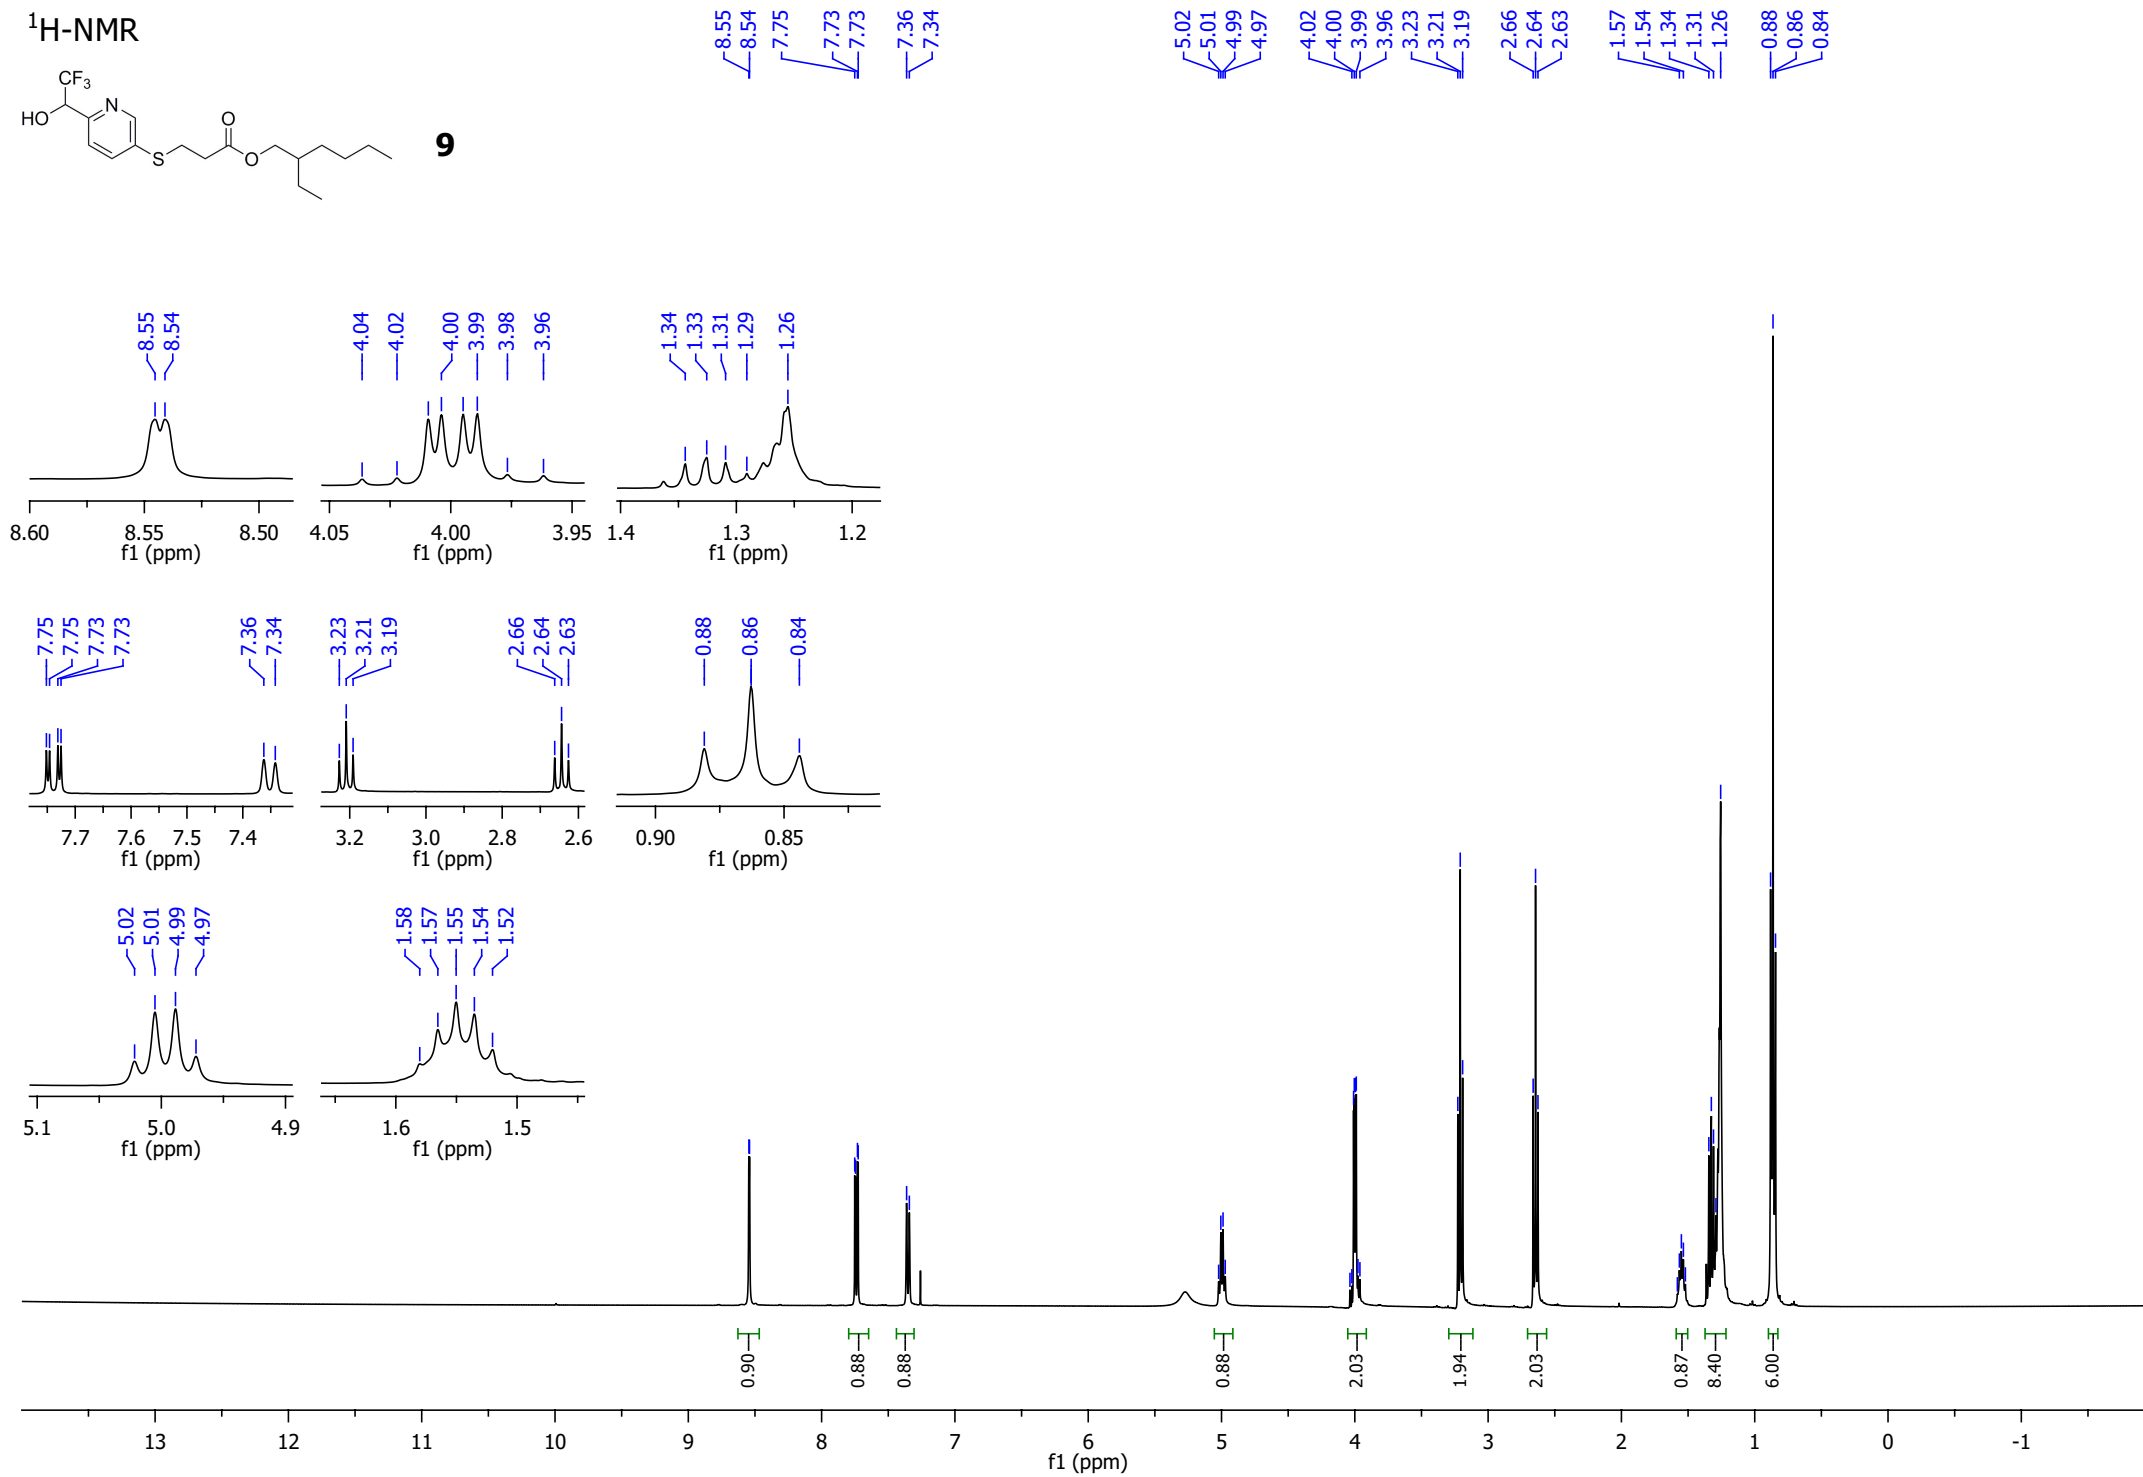 ¹H-NMR
8.55 8.54 7.75 7.73 7.73 7.36 7.34 5.02 5.01 4.99 4.97 4.02 4.00 3.99 3.96 3.23 3.21 3.19 2.66 2.64 2.63 1.57 1.54 1.34 1.31 1.26 0.88 0.86 0.84
CF₃
HO N S O O
9
8.55 8.54
4.04 4.02 4.00 3.99 3.98 3.96
1.34 1.33 1.31 1.29 1.26
8.60 8.55 8.50
f1 (ppm)
4.05 4.00 3.95
f1 (ppm)
1.4 1.3 1.2
f1 (ppm)
7.75 7.75 7.73 7.73 7.36 7.34
3.23 3.21 3.19 2.66 2.64 2.63
0.88 0.86 0.84
7.7 7.6 7.5 7.4
f1 (ppm)
3.2 3.0 2.8 2.6
f1 (ppm)
0.90 0.85
f1 (ppm)
5.02 5.01 4.99 4.97
1.58 1.57 1.55 1.54 1.52
5.1 5.0 4.9
f1 (ppm)
1.6 1.5
f1 (ppm)
0.90 0.88 0.88 0.88 2.03 1.94 2.03 0.87 8.40 6.00
13 12 11 10 9 8 7 6 5 4 3 2 1 0 -1
f1 (ppm)